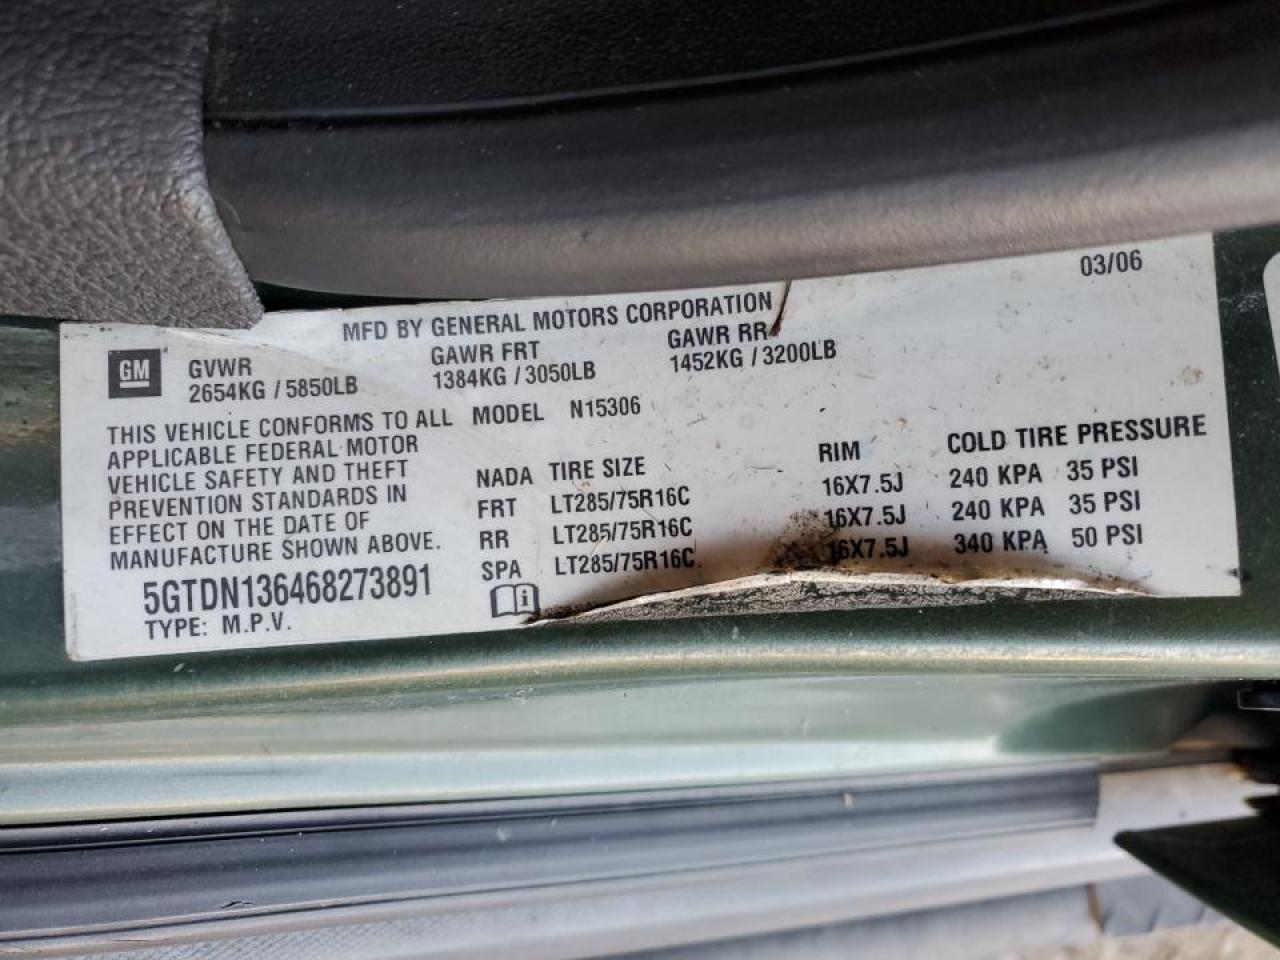 03/06
MFD BY GENERAL MOTORS CORPORATION
GM
GVWR GAWR FRT GAWR RR
2654KG / 5850LB 1384KG / 3050LB 1452KG / 3200LB
THIS VEHICLE CONFORMS TO ALL
APPLICABLE FEDERAL MOTOR
VEHICLE SAFETY AND THEFT
PREVENTION STANDARDS IN
EFFECT ON THE DATE OF
MANUFACTURE SHOWN ABOVE.
5GTDN136468273891
TYPE: M.P.V.
MODEL N15306
NADA TIRE SIZE RIM COLD TIRE PRESSURE
FRT LT285/75R16C 16X7.5J 240 KPA 35 PSI
RR LT285/75R16C 16X7.5J 240 KPA 35 PSI
SPA LT285/75R16C 16X7.5J 340 KPA 50 PSI
i